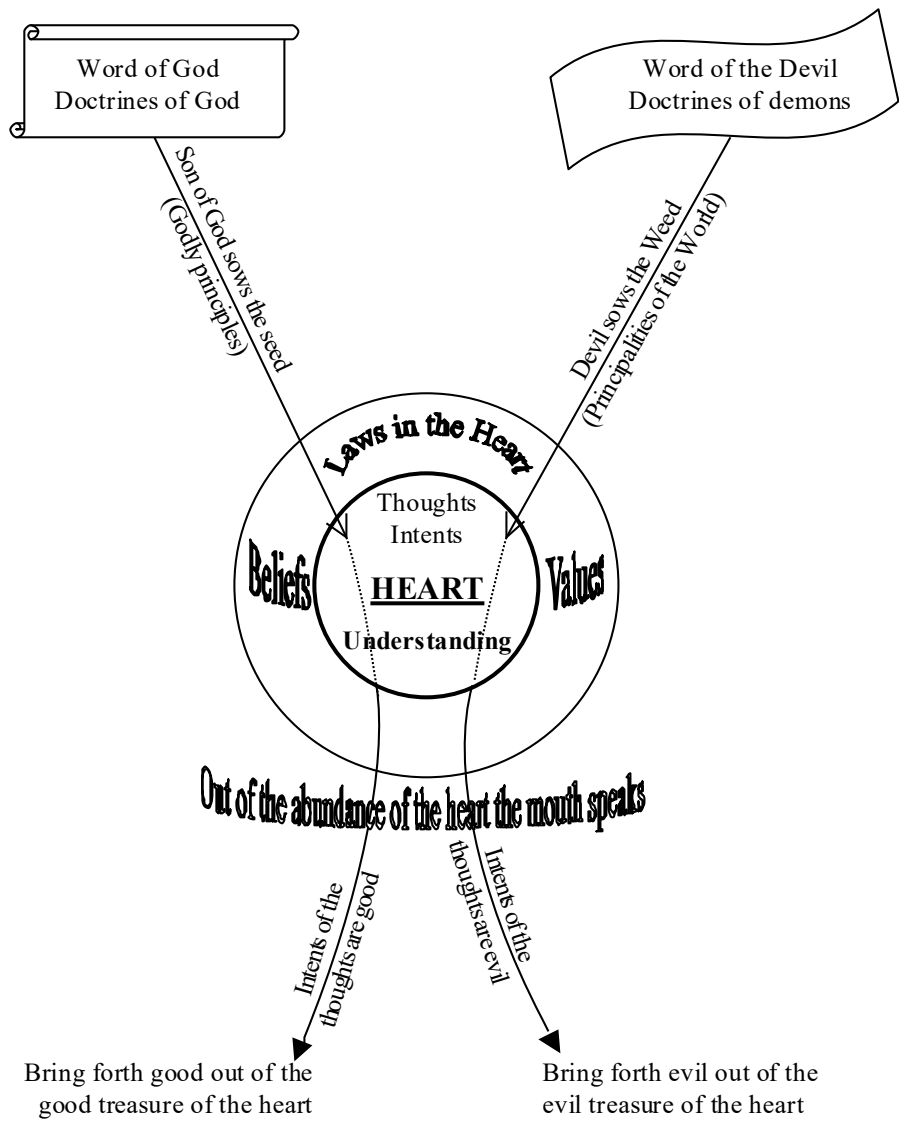 Word of God
Doctrines of God
Word of the Devil
Doctrines of demons
Son of God sows the seed
(Godly principles)
Devil sows the Weed
(Principalities of the World)
Laws in the Heart
Thoughts
Intents
Beliefs
HEART
Values
Understanding
Out of the abundance of the heart the mouth speaks
Intents of the
thoughts are good
Intents of the
thoughts are evil
Bring forth good out of the
good treasure of the heart
Bring forth evil out of the
evil treasure of the heart